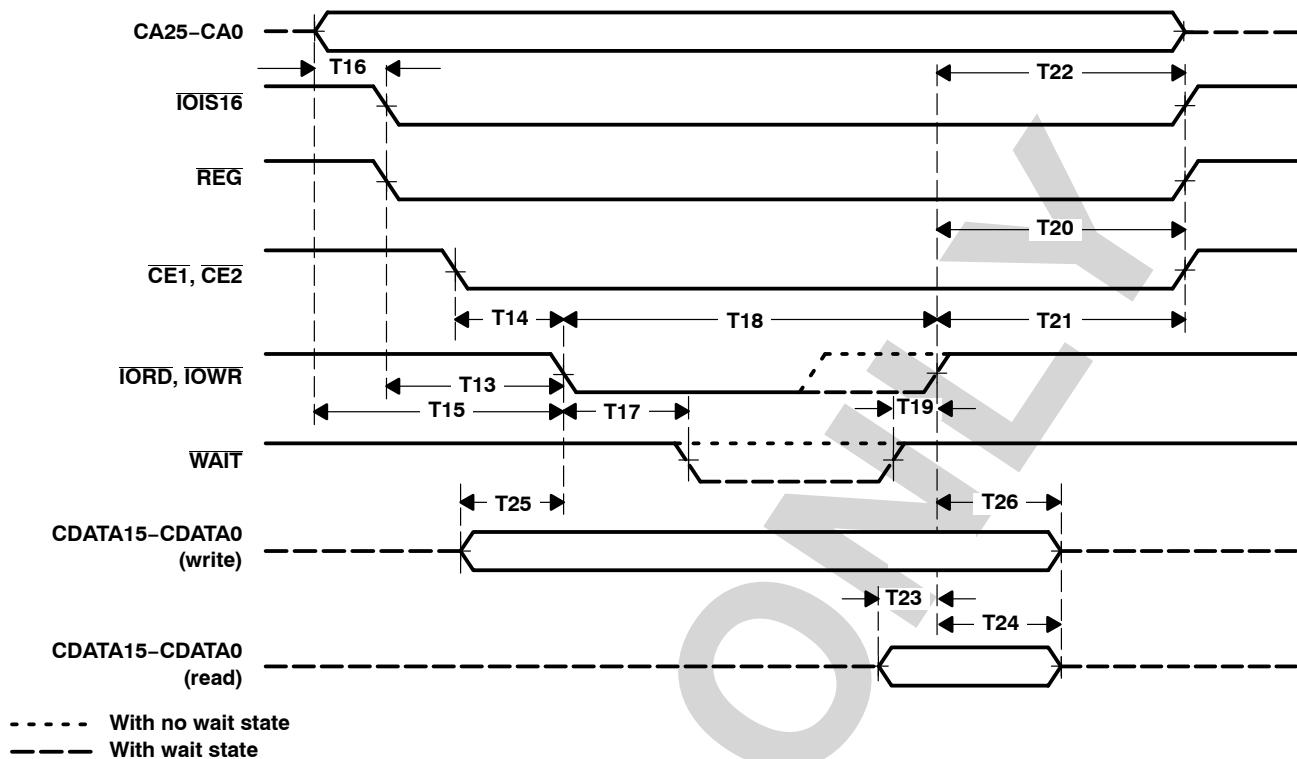 CA25–CA0
T16
T22
IOIS16
REG
T20
CE1, CE2
T14
T18
T21
IORD, IOWR
T13
T15
T17
T19
WAIT
T25
T26
CDATA15–CDATA0
(write)
T23
T24
CDATA15–CDATA0
(read)
With no wait state
With wait state
ONLY